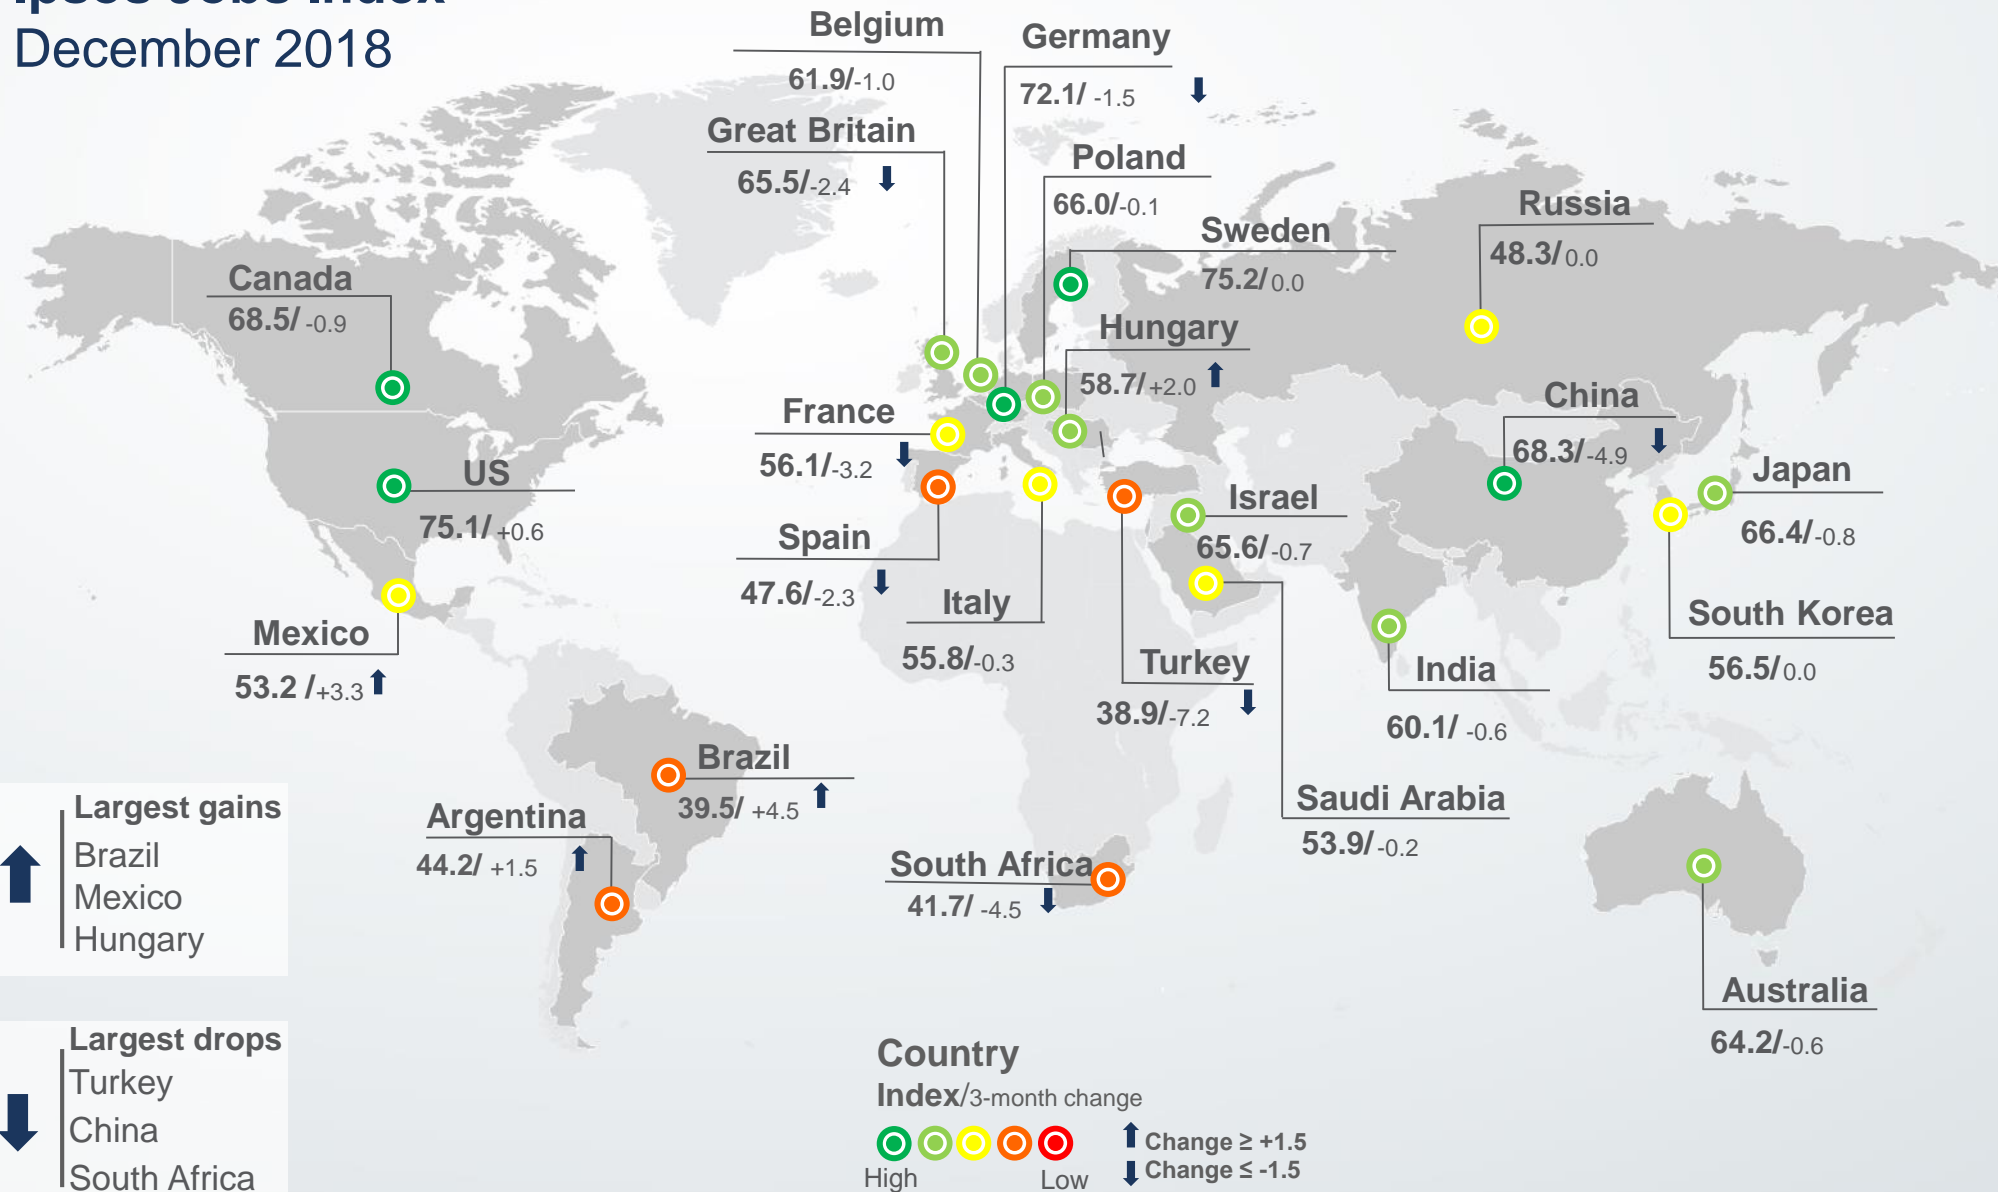 Ipsos Jobs Index
December 2018
Belgium
61.9/-1.0
Germany
72.1/ -1.5
Great Britain
65.5/-2.4
Poland
66.0/-0.1
Sweden
75.2/ 0.0
Russia
48.3/ 0.0
Canada
68.5/ -0.9
Hungary
58.7/+2.0
China
68.3/-4.9
France
56.1/-3.2
US
75.1/ +0.6
Japan
66.4/-0.8
Israel
65.6/-0.7
Spain
47.6/-2.3
Italy
55.8/-0.3
South Korea
56.5/ 0.0
Mexico
53.2 /+3.3
Turkey
38.9/-7.2
India
60.1/ -0.6
Brazil
39.5/ +4.5
Saudi Arabia
53.9/-0.2
Argentina
44.2/ +1.5
South Africa
41.7/ -4.5
Australia
64.2/-0.6
Largest gains
Brazil
Mexico
Hungary
Largest drops
Turkey
China
South Africa
Country
Index/3-month change
High
Low
Change ≥ +1.5
Change ≤ -1.5